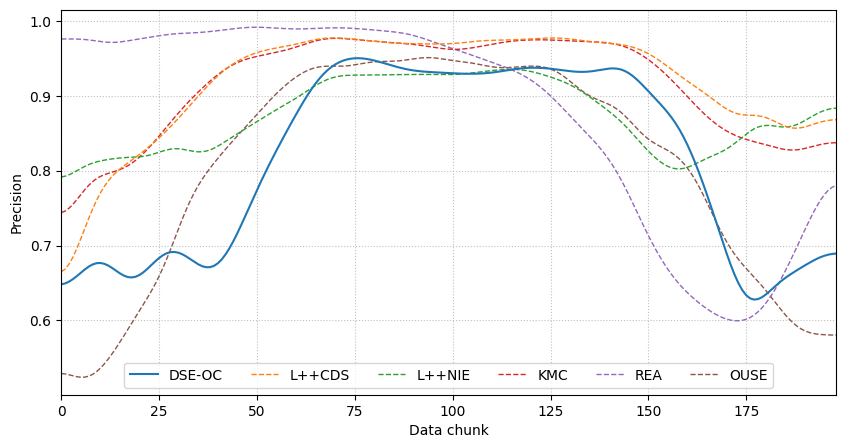 1.0
0.9
0.8
0.7
0.6
Precision
DSE-OC L++CDS L++NIE KMC REA OUSE
0 25 50 75 100 125 150 175
Data chunk